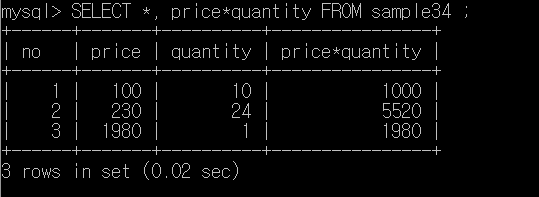 mysql> SELECT *, price*quantity FROM sample34 ;
+------+-------+----------+----------------+
| no   | price | quantity | price*quantity |
+------+-------+----------+----------------+
|    1 |   100 |       10 |           1000 |
|    2 |   230 |       24 |           5520 |
|    3 |  1980 |        1 |           1980 |
+------+-------+----------+----------------+
3 rows in set (0.02 sec)